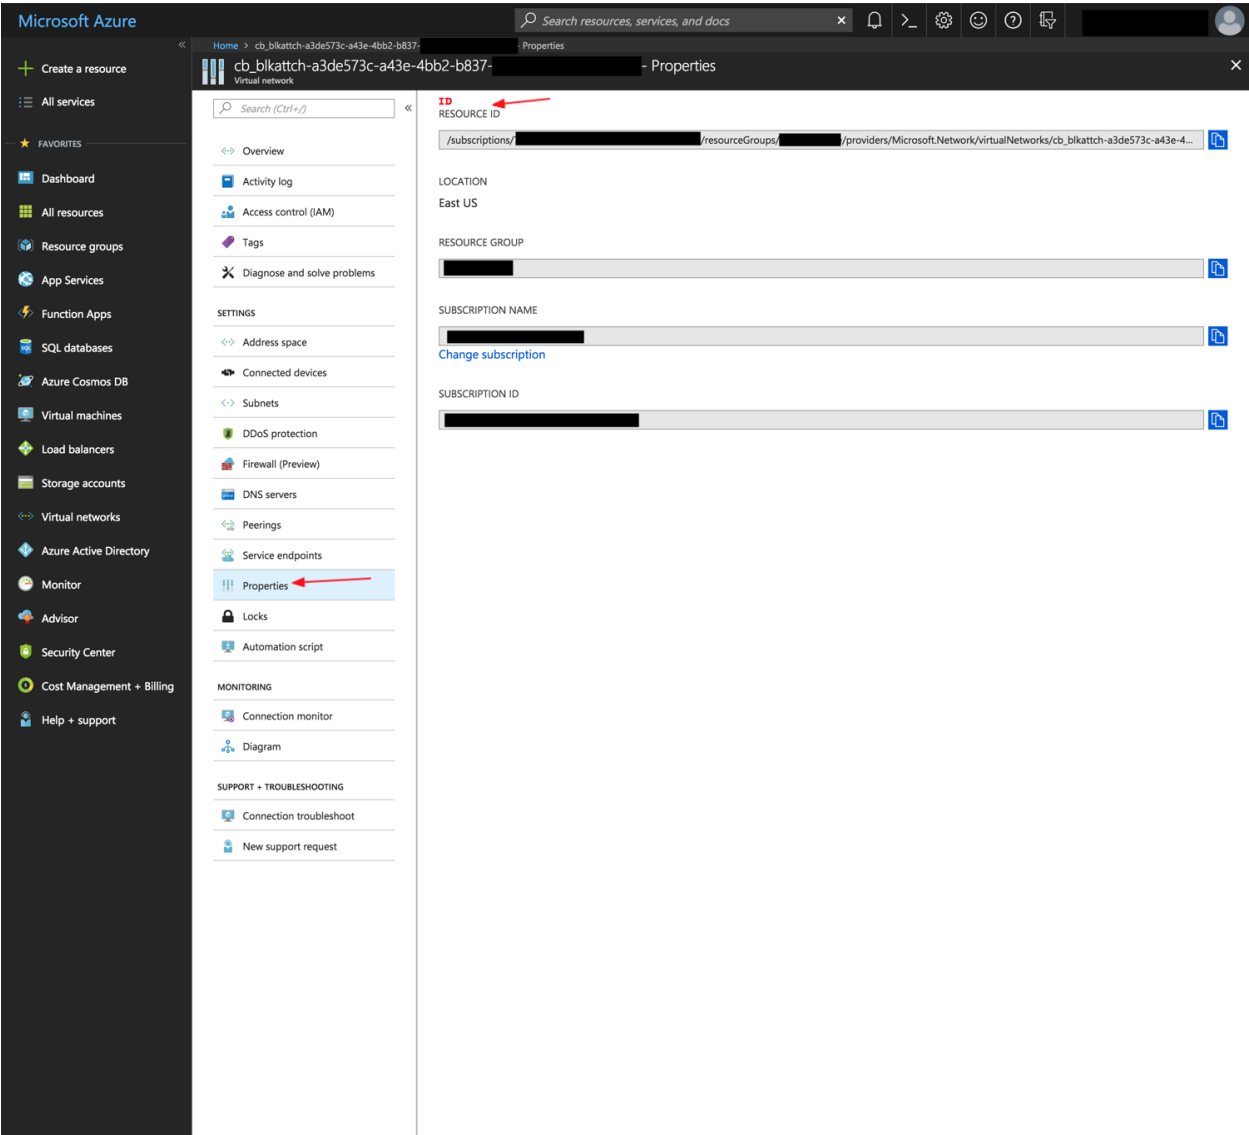 Microsoft Azure
Search resources, services, and docs
Home > cb_blkattch-a3de573c-a43e-4bb2-b837- - Properties
cb_blkattch-a3de573c-a43e-4bb2-b837- - Properties
Virtual network
Create a resource
All services
FAVORITES
Dashboard
All resources
Resource groups
App Services
Function Apps
SQL databases
Azure Cosmos DB
Virtual machines
Load balancers
Storage accounts
Virtual networks
Azure Active Directory
Monitor
Advisor
Security Center
Cost Management + Billing
Help + support
Search (Ctrl+/)
Overview
Activity log
Access control (IAM)
Tags
Diagnose and solve problems
SETTINGS
Address space
Connected devices
Subnets
DDoS protection
Firewall (Preview)
DNS servers
Peerings
Service endpoints
Properties
Locks
Automation script
MONITORING
Connection monitor
Diagram
SUPPORT + TROUBLESHOOTING
Connection troubleshoot
New support request
ID
RESOURCE ID
/subscriptions/ /resourceGroups/ /providers/Microsoft.Network/virtualNetworks/cb_blkattch-a3de573c-a43e-4...
LOCATION
East US
RESOURCE GROUP
SUBSCRIPTION NAME
Change subscription
SUBSCRIPTION ID